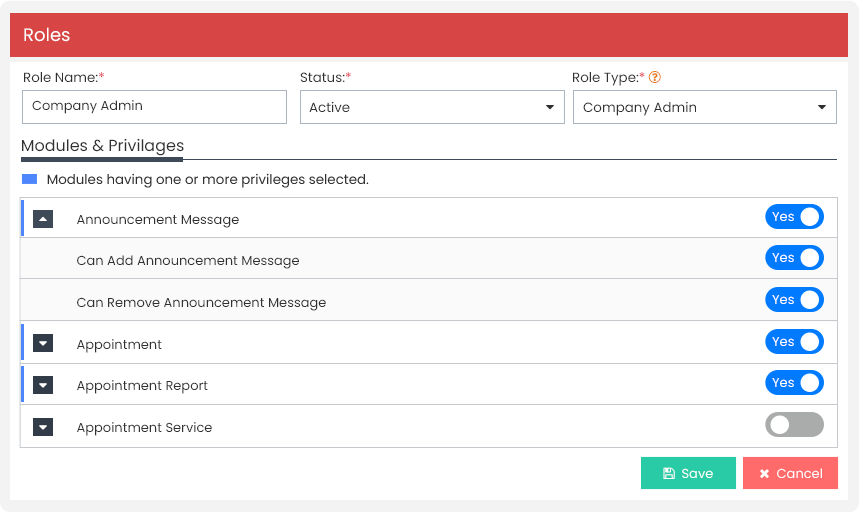 Roles
Role Name:* Status:* Role Type:* ?
Company Admin Active Company Admin
Modules & Privilages
Modules having one or more privileges selected.
Announcement Message Yes
Can Add Announcement Message Yes
Can Remove Announcement Message Yes
Appointment Yes
Appointment Report Yes
Appointment Service
Save Cancel